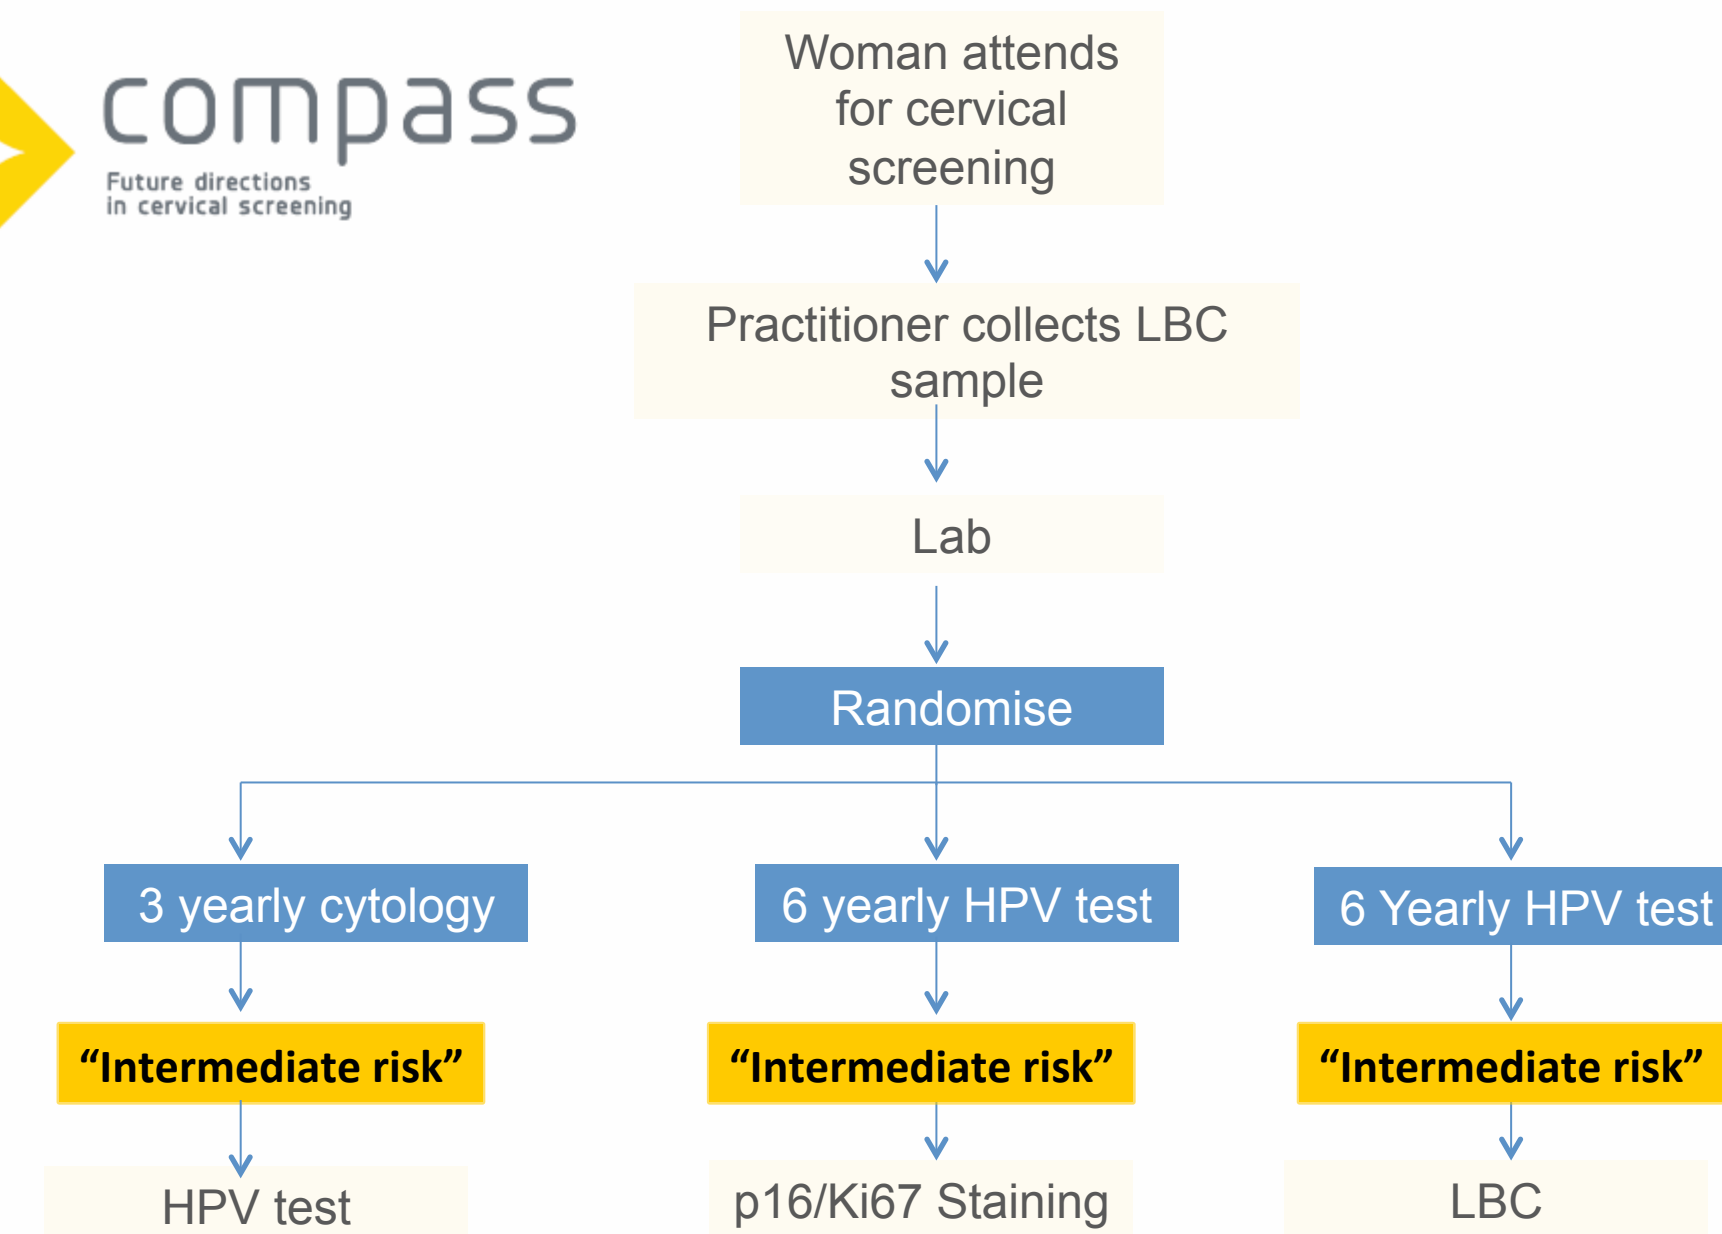 compass
Future directions
in cervical screening
Woman attends
for cervical
screening
Practitioner collects LBC
sample
Lab
Randomise
3 yearly cytology
6 yearly HPV test
6 Yearly HPV test
“Intermediate risk”
“Intermediate risk”
“Intermediate risk”
HPV test
p16/Ki67 Staining
LBC